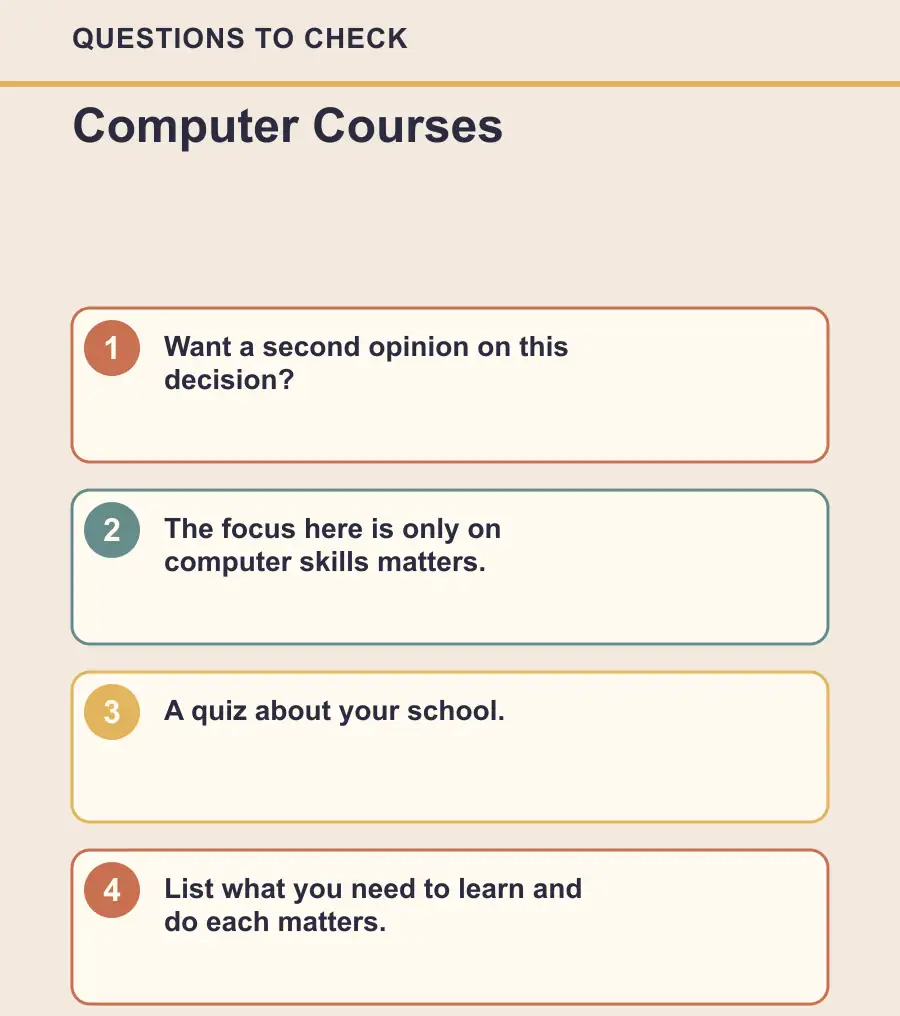 QUESTIONS TO CHECK
Computer Courses
1
Want a second opinion on this
decision?
2
The focus here is only on
computer skills matters.
3
A quiz about your school.
4
List what you need to learn and
do each matters.